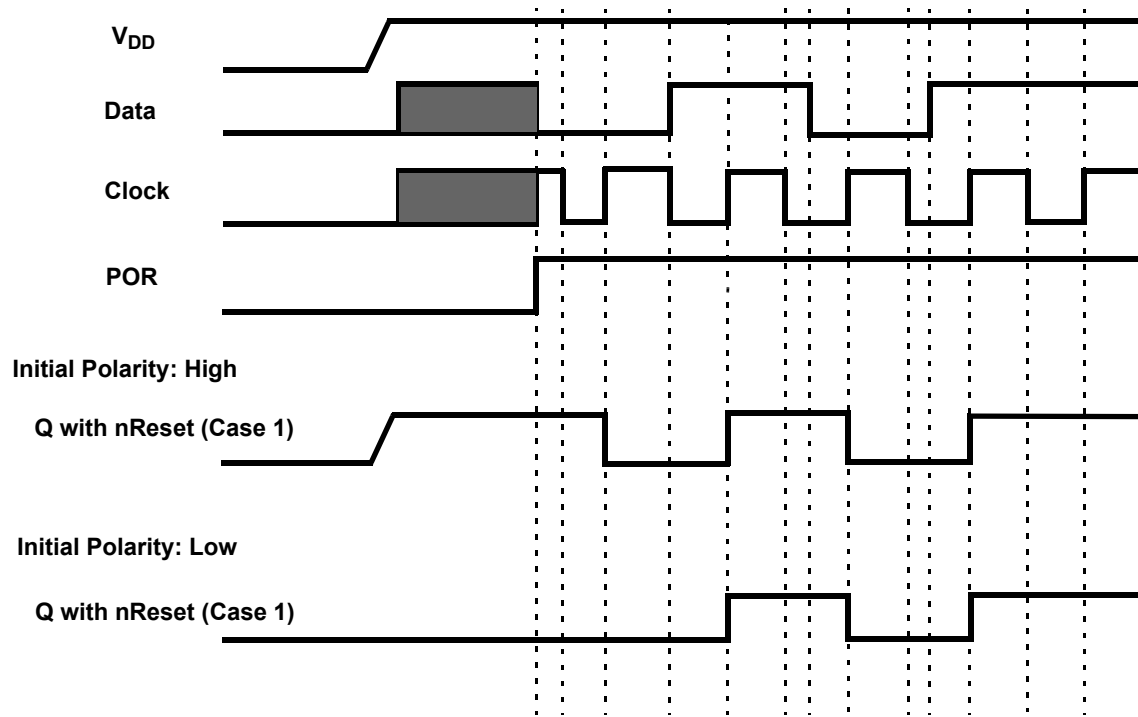 VDD
Data
Clock
POR
Initial Polarity: High
Q with nReset (Case 1)
Initial Polarity: Low
Q with nReset (Case 1)